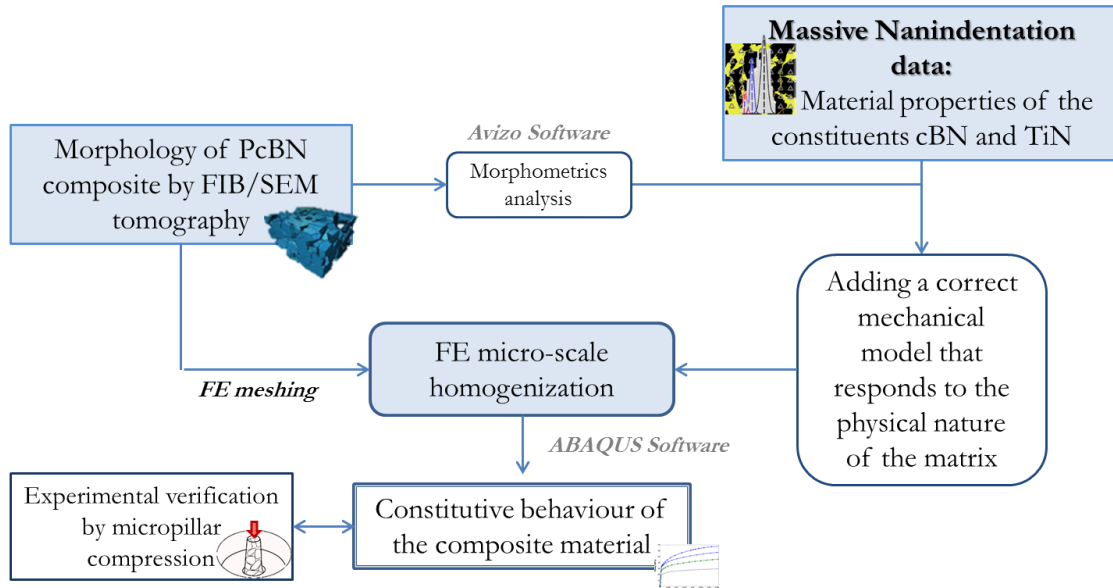 Massive Nanindentation
data:
Material properties of the
constituents cBN and TiN
Morphology of PcBN
composite by FIB/SEM
tomography
Avizo Software
Morphometrics
analysis
Adding a correct
mechanical
model that
responds to the
physical nature
of the matrix
FE micro-scale
homogenization
FE meshing
ABAQUS Software
Experimental verification
by micropillar
compression
Constitutive behaviour of
the composite material